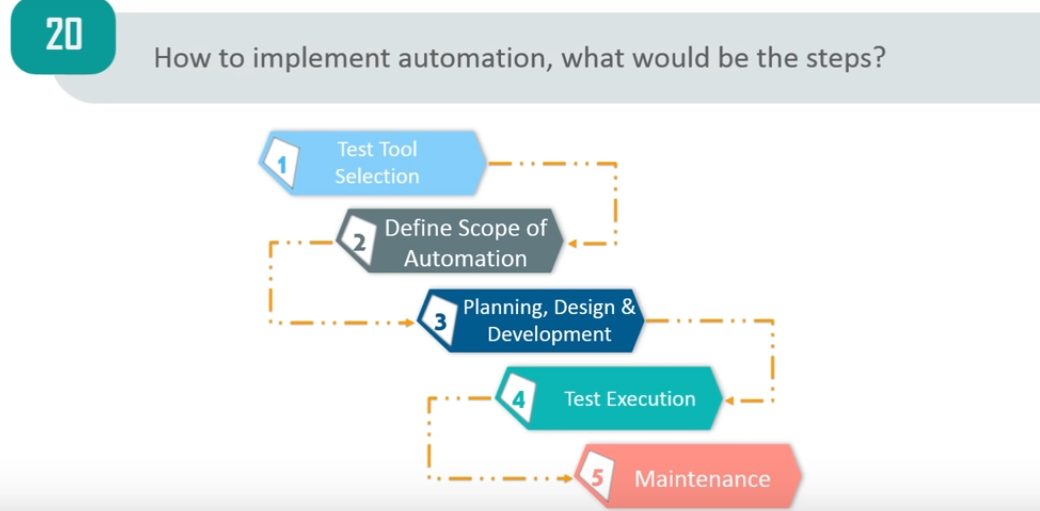 20
How to implement automation, what would be the steps?
1
Test Tool
Selection
2
Define Scope of
Automation
3
Planning, Design &
Development
4
Test Execution
5
Maintenance